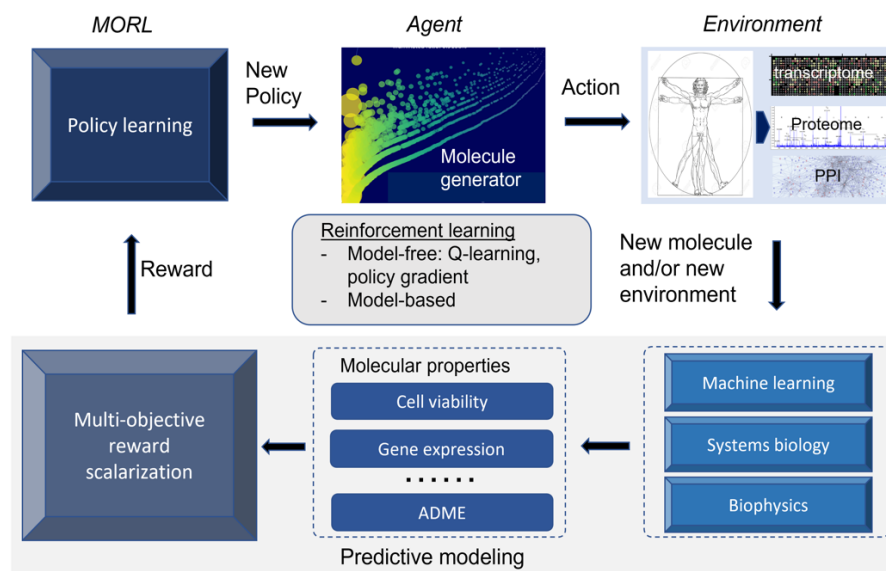 MORL
Agent
Environment
Policy learning
New
Policy
Molecule
generator
Action
transcriptome
Proteome
PPI
Reinforcement learning
- Model-free: Q-learning,
policy gradient
- Model-based
New molecule
and/or new
environment
Reward
Multi-objective
reward
scalarization
Molecular properties
Cell viability
Gene expression
......
ADME
Machine learning
Systems biology
Biophysics
Predictive modeling